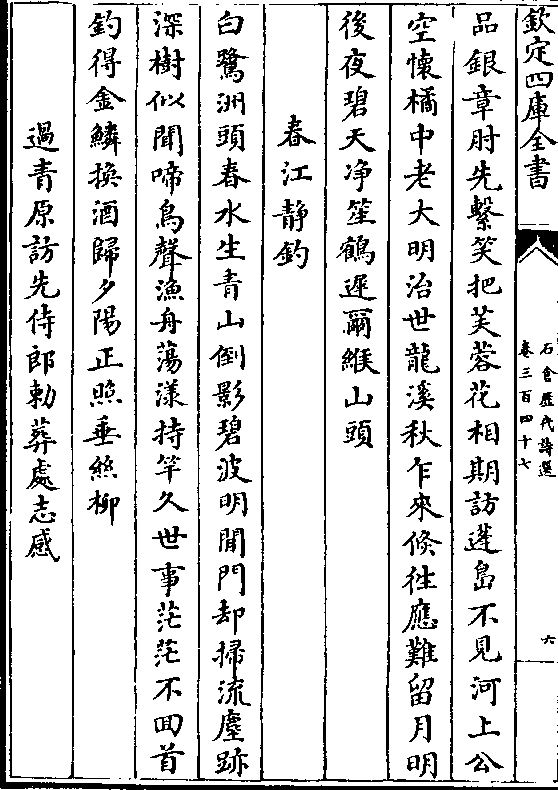 欽定四庫全書
石倉歷代詩選
卷三百四十七
六
品銀章肘先繫笑把芙蓉花相期訪蓬島不見河上公
空懷橘中老大明治世龍溪秋乍來倐徃應難留月明
後夜碧天净笙鶴遲爾緱山頭
春江静釣
白鷺洲頭春水生青山倒影碧波明閒門却掃流塵跡
深樹似聞啼鳥聲漁舟蕩漾持竿久世事茫茫不回首
釣得金鱗換酒歸夕陽正照垂絲柳
過青原訪先侍郎勅葬處志感